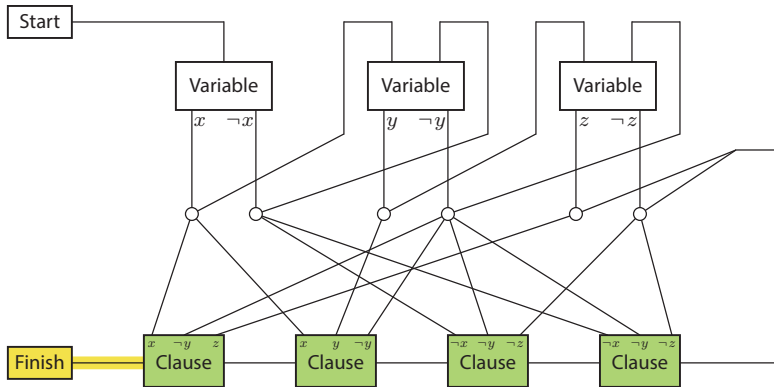 Start
Variable Variable Variable
x ¬x y ¬y z ¬z
x ¬y z x y ¬y ¬x ¬y ¬z ¬x ¬y ¬z
Finish Clause Clause Clause Clause